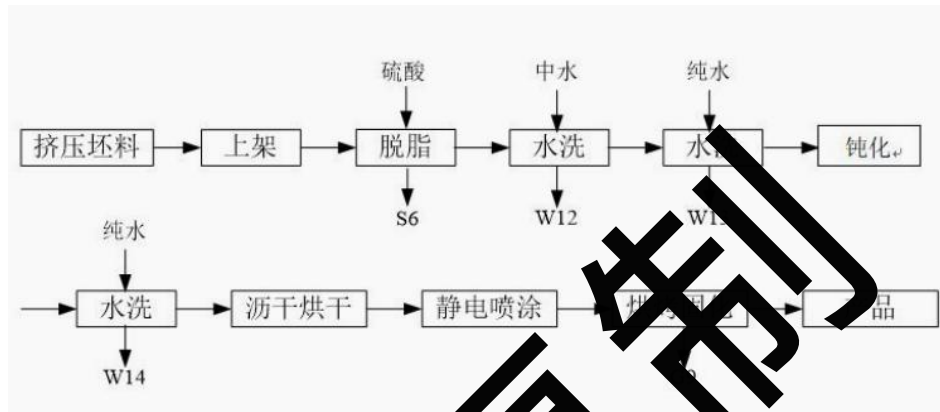 硫酸 中水 纯水
挤压坯料 上架 脱脂 水洗 钝化
S6 W12
纯水
水洗 沥干烘干 静电喷涂
W14
制